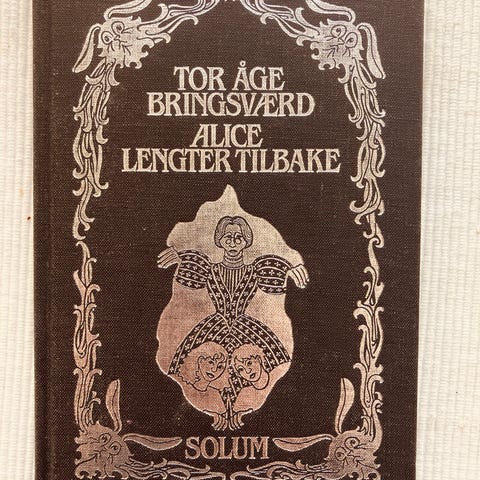 TOR ÅGE
BRINGSVÆRD
ALICE
LENGTER TILBAKE
SOLUM